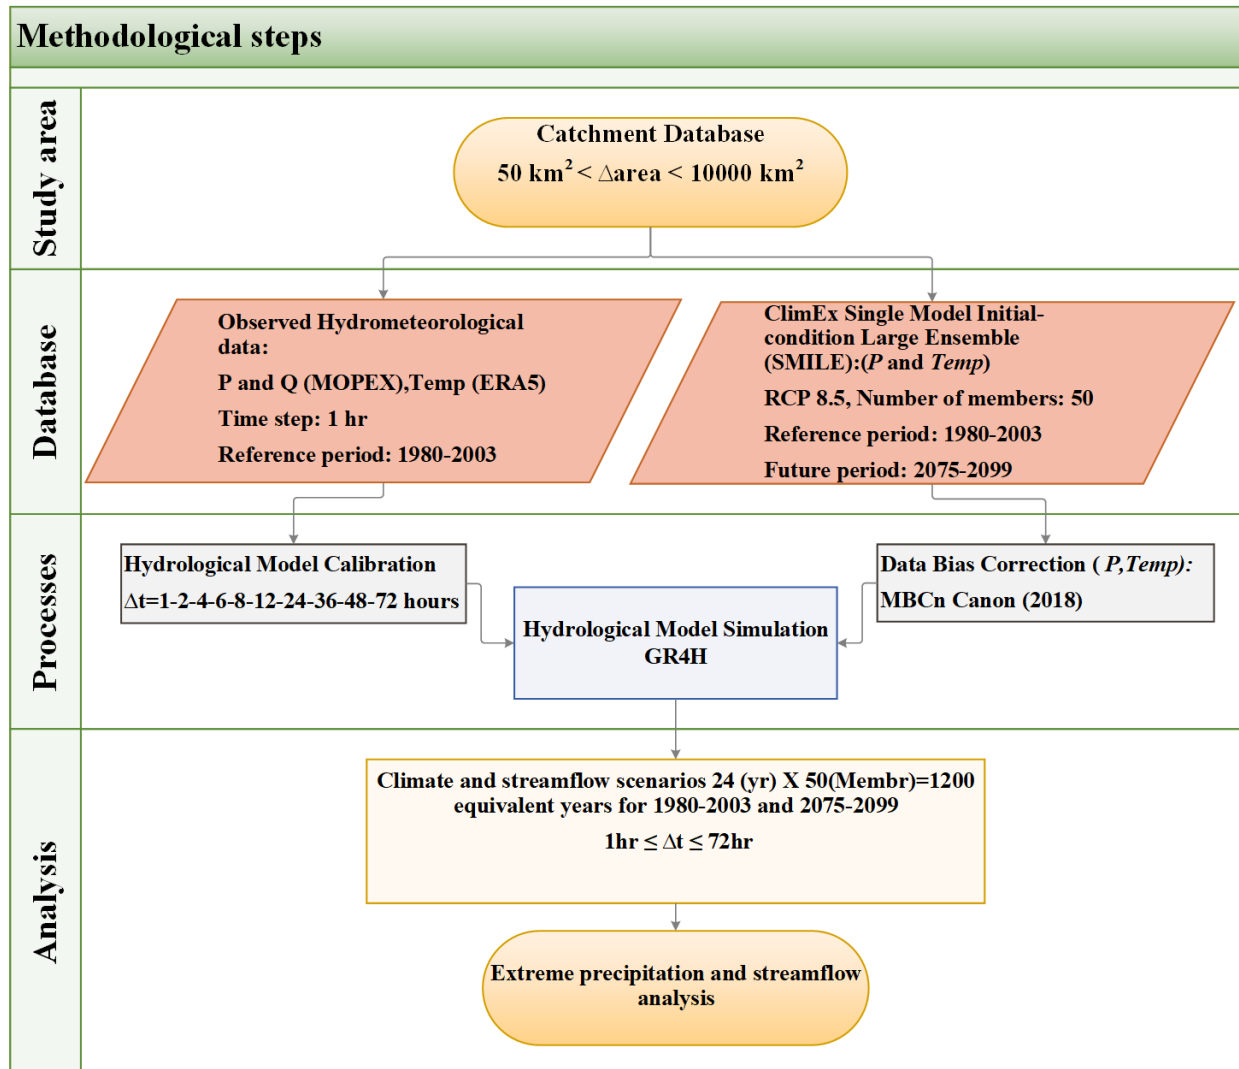 Methodological steps
Study area
Catchment Database
50 km² < Δarea < 10000 km²
Database
Observed Hydrometeorological
data:
P and Q (MOPEX),Temp (ERA5)
Time step: 1 hr
Reference period: 1980-2003
ClimEx Single Model Initial-
condition Large Ensemble
(SMILE):(P and Temp)
RCP 8.5, Number of members: 50
Reference period: 1980-2003
Future period: 2075-2099
Processes
Hydrological Model Calibration
Δt=1-2-4-6-8-12-24-36-48-72 hours
Data Bias Correction ( P,Temp):
MBCn Canon (2018)
Hydrological Model Simulation
GR4H
Analysis
Climate and streamflow scenarios 24 (yr) X 50(Membr)=1200
equivalent years for 1980-2003 and 2075-2099
1hr ≤ Δt ≤ 72hr
Extreme precipitation and streamflow
analysis